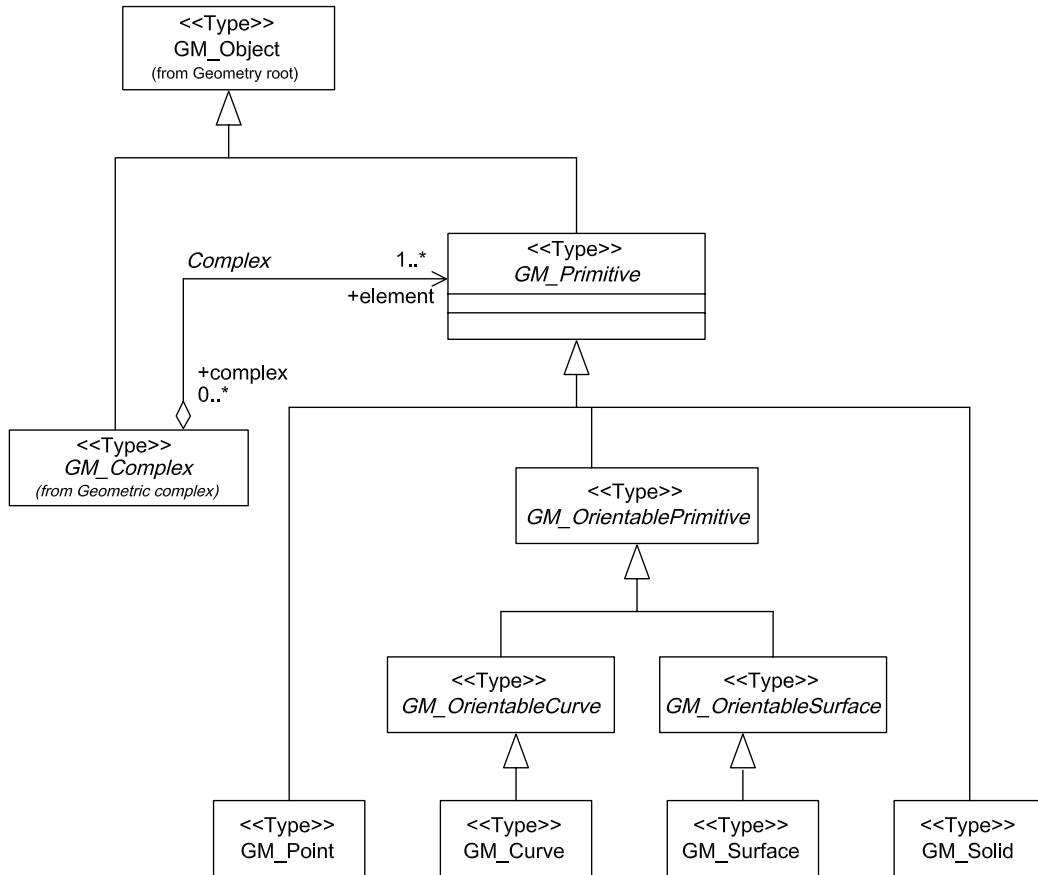 <<Type>>
GM_Object
(from Geometry root)
<<Type>>
GM_Primitive
Complex
1..*
+element
+complex
0..*
<<Type>>
GM_Complex
(from Geometric complex)
<<Type>>
GM_OrientablePrimitive
<<Type>>
GM_OrientableCurve
<<Type>>
GM_OrientableSurface
<<Type>>
GM_Point
<<Type>>
GM_Curve
<<Type>>
GM_Surface
<<Type>>
GM_Solid